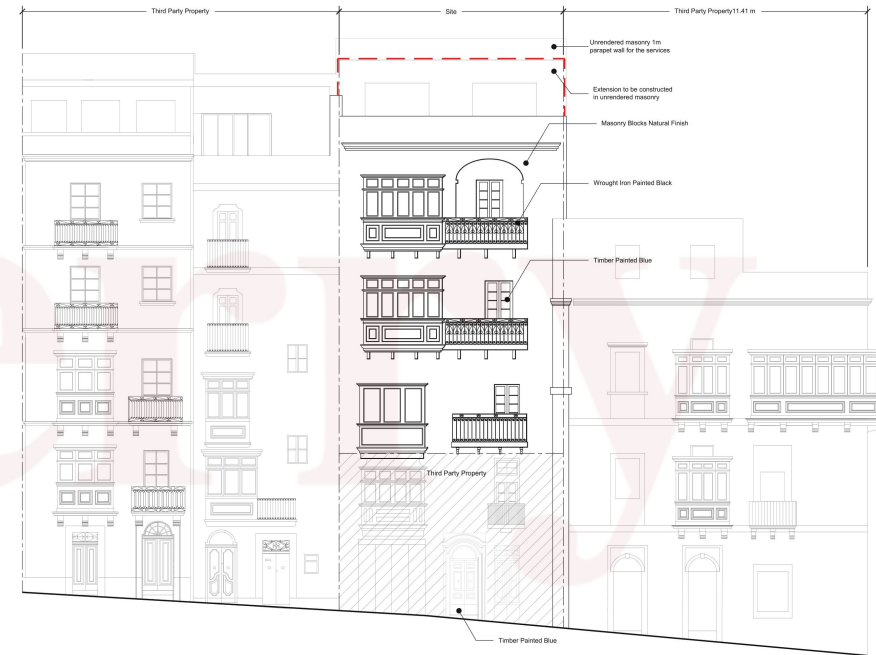 Third Party Property
Site
Third Party Property11.41 m
Unrendered masonry 1m
parapet wall for the services
Extension to be constructed
in unrendered masonry
Masonry Blocks Natural Finish
Wrought Iron Painted Black
Timber Painted Blue
Third Party Property
Timber Painted Blue